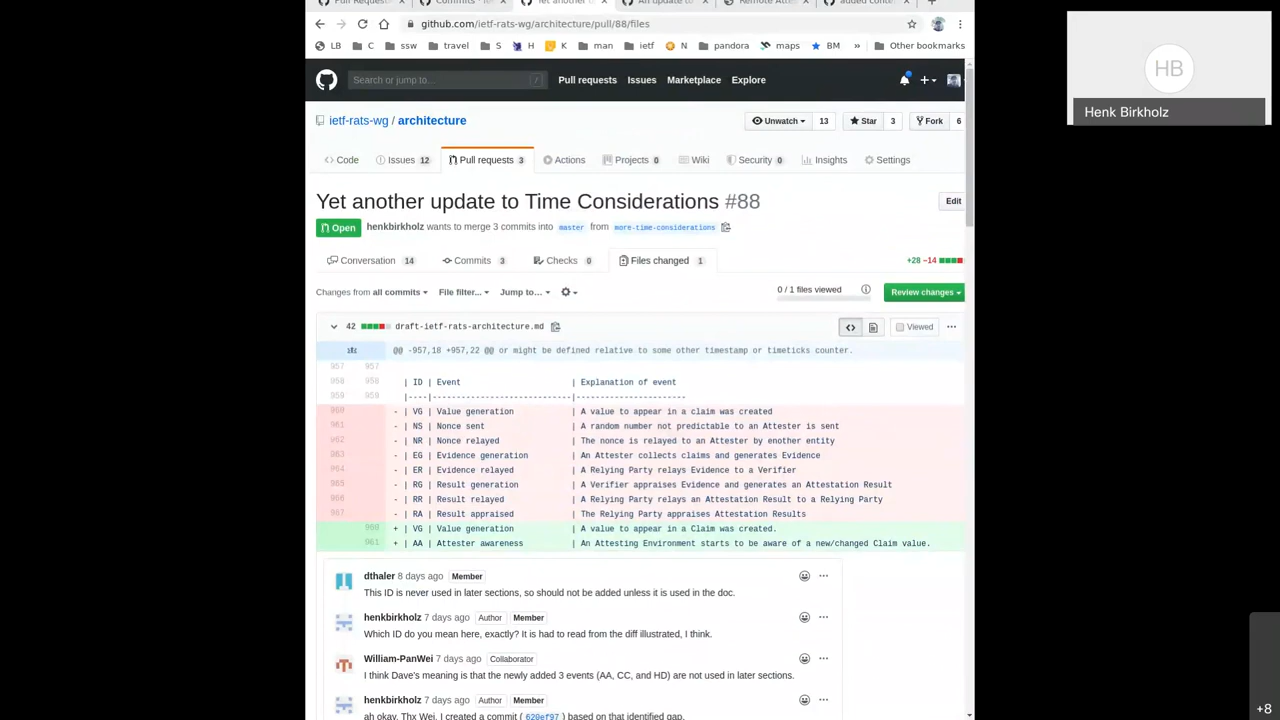 Pull Reques
Commits · iet
Yet anothe
An update to
Remote Attes
added conte
github.com/ietf-rats-wg/architecture/pull/88/files
LB C ssw travel S H K man ietf N pandora maps BM » Other bookmarks
Search or jump to... /
Pull requests Issues Marketplace Explore
ietf-rats-wg / architecture
Unwatch 13 Star 3 Fork 6
Code Issues 12 Pull requests 3 Actions Projects 0 Wiki Security 0 Insights Settings
Yet another update to Time Considerations #88
Edit
Open henkbirkholz wants to merge 3 commits into master from more-time-considerations
Conversation 14 Commits 3 Checks 0 Files changed 1
+28 −14
Changes from all commits File filter... Jump to...
0 / 1 files viewed
Review changes
42 draft-ietf-rats-architecture.md
Viewed
@@ -957,18 +957,22 @@ or might be defined relative to some other timestamp or timeticks counter.
957 957
958 958 | ID | Event | Explanation of event
959 959 |----|----------------------------|----------------------
960 - | VG | Value generation | A value to appear in a claim was created
961 - | NS | Nonce sent | A random number not predictable to an Attester is sent
962 - | NR | Nonce relayed | The nonce is relayed to an Attester by enother entity
963 - | EG | Evidence generation | An Attester collects claims and generates Evidence
964 - | ER | Evidence relayed | A Relying Party relays Evidence to a Verifier
965 - | RG | Result generation | A Verifier appraises Evidence and generates an Attestation Result
966 - | RR | Result relayed | A Relying Party relays an Attestation Result to a Relying Party
967 - | RA | Result appraised | The Relying Party appraises Attestation Results
960 + | VG | Value generation | A value to appear in a Claim was created.
961 + | AA | Attester awareness | An Attesting Environment starts to be aware of a new/changed Claim value.
dthaler 8 days ago Member
This ID is never used in later sections, so should not be added unless it is used in the doc.
henkbirkholz 7 days ago Author Member
Which ID do you mean here, exactly? It is had to read from the diff illustrated, I think.
William-PanWei 7 days ago Collaborator
I think Dave's meaning is that the newly added 3 events (AA, CC, and HD) are not used in later sections.
henkbirkholz 7 days ago Author Member
ah okay. Thx Wei. I created a commit ( 620ef97 ) based on that identified gap.
HB
Henk Birkholz
+8